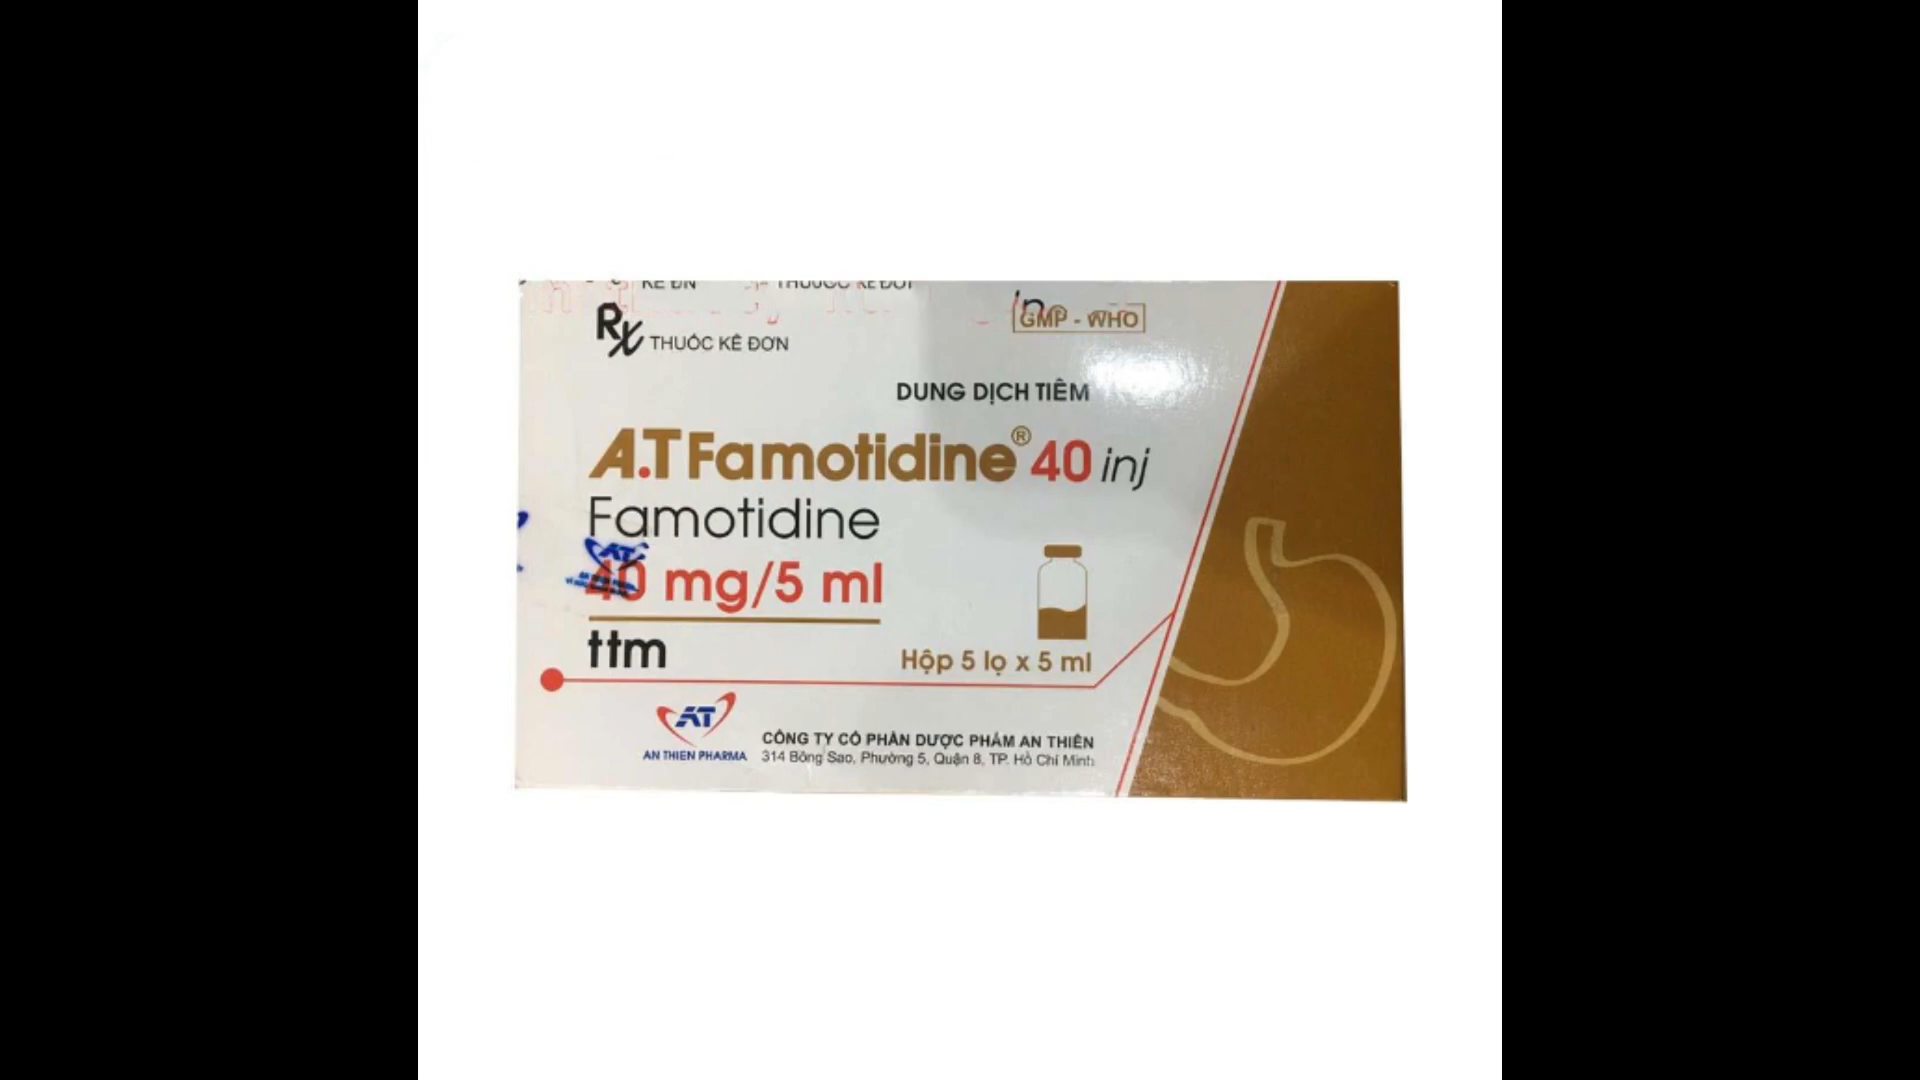 Rx THUỐC KÊ ĐƠN
GMP - WHO
DUNG DỊCH TIÊM
A.T Famotidine® 40 inj
Famotidine
40 mg/5 ml
ttm
Hộp 5 lọ x 5 ml
AT
AN THIEN PHARMA
CÔNG TY CỔ PHẦN DƯỢC PHẨM AN THIÊN
314 Bông Sao, Phường 5, Quận 8, TP. Hồ Chí Minh
AT